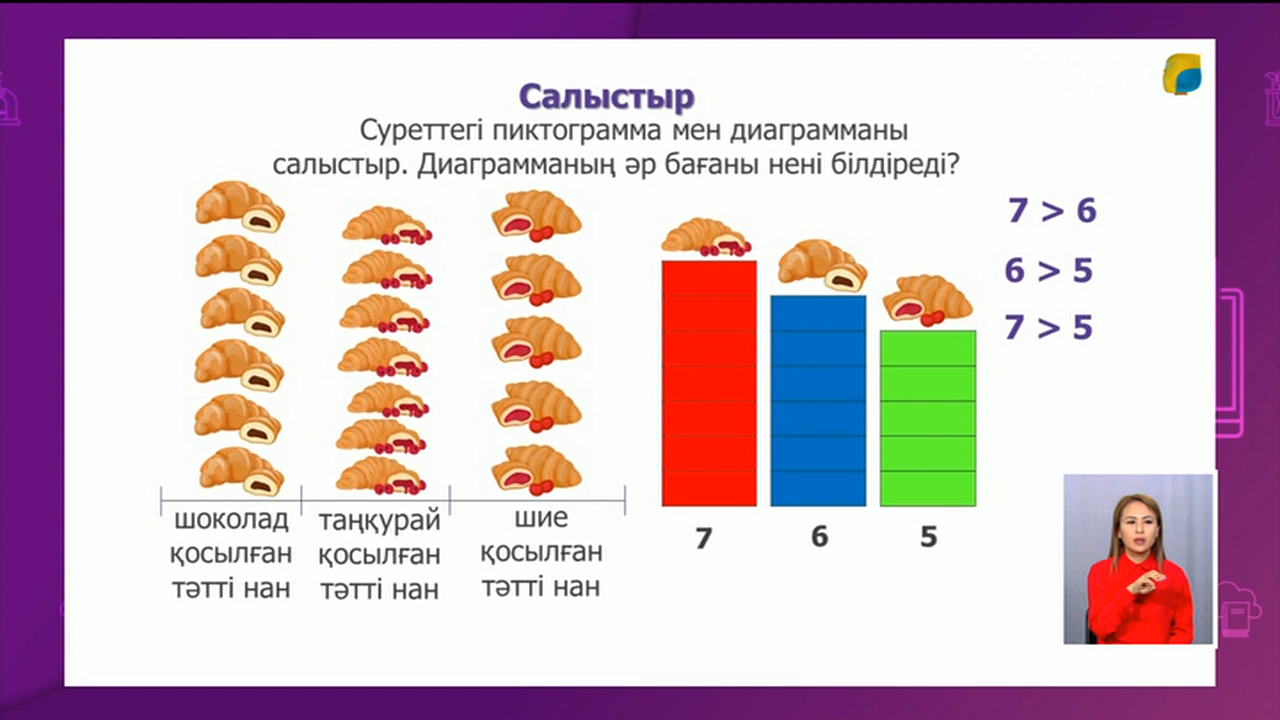 Салыстыр
Суреттегі пиктограмма мен диаграмманы
салыстыр. Диаграмманың әр бағаны нені білдіреді?
7 > 6
6 > 5
7 > 5
шоколад
қосылған
тәтті нан
таңқурай
қосылған
тәтті нан
шие
қосылған
тәтті нан
7
6
5